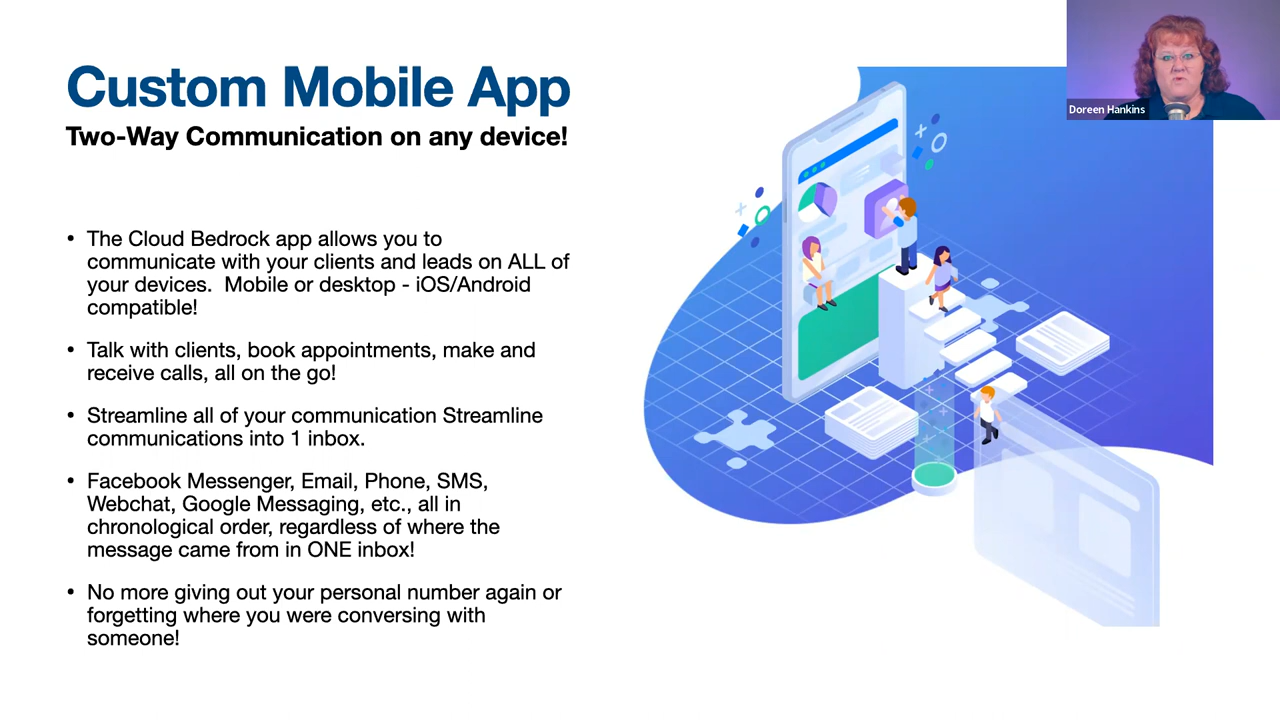 Custom Mobile App
Two-Way Communication on any device!
• The Cloud Bedrock app allows you to
communicate with your clients and leads on ALL of
your devices.  Mobile or desktop - iOS/Android
compatible!
• Talk with clients, book appointments, make and
receive calls, all on the go!
• Streamline all of your communication Streamline
communications into 1 inbox.
• Facebook Messenger, Email, Phone, SMS,
Webchat, Google Messaging, etc., all in
chronological order, regardless of where the
message came from in ONE inbox!
• No more giving out your personal number again or
forgetting where you were conversing with
someone!
Doreen Hankins